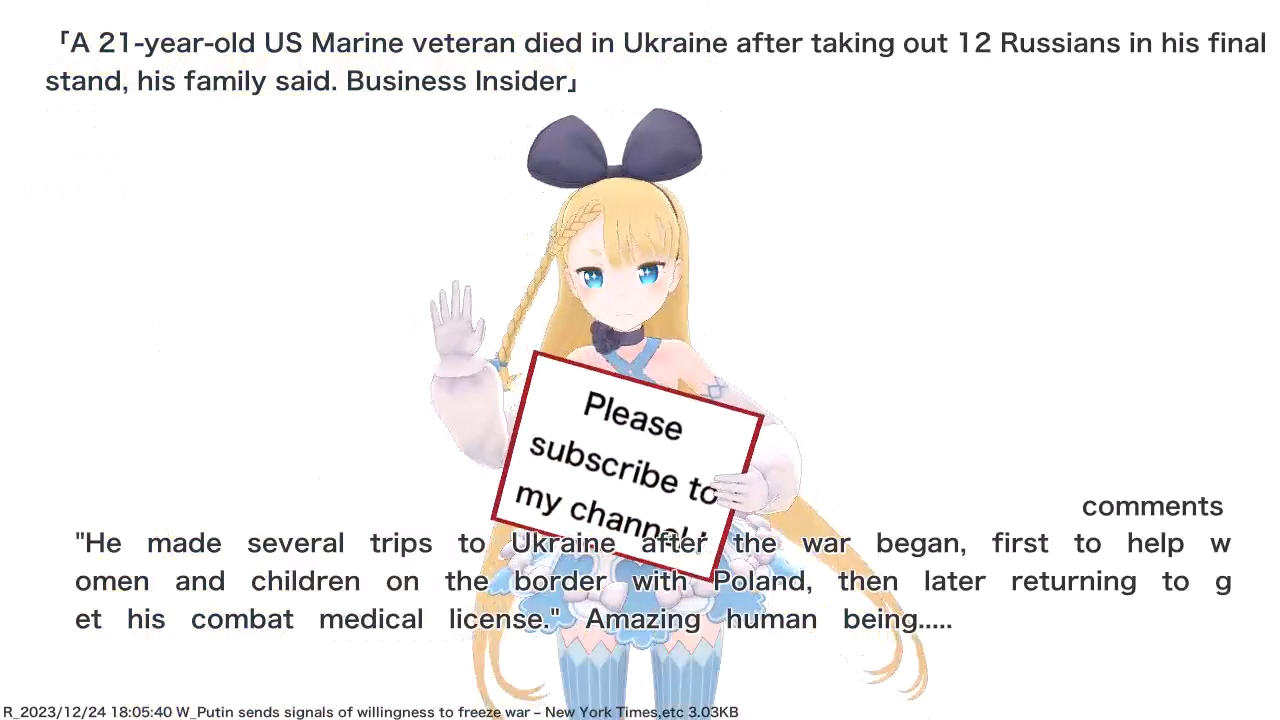 「A 21-year-old US Marine veteran died in Ukraine after taking out 12 Russians in his final
stand, his family said. Business Insider」
Please
subscribe to
my channel!
comments
"He made several trips to Ukraine after the war began, first to help w
omen and children on the border with Poland, then later returning to g
et his combat medical license." Amazing human being.....
R_2023/12/24 18:05:40 W_Putin sends signals of willingness to freeze war – New York Times,etc 3.03KB